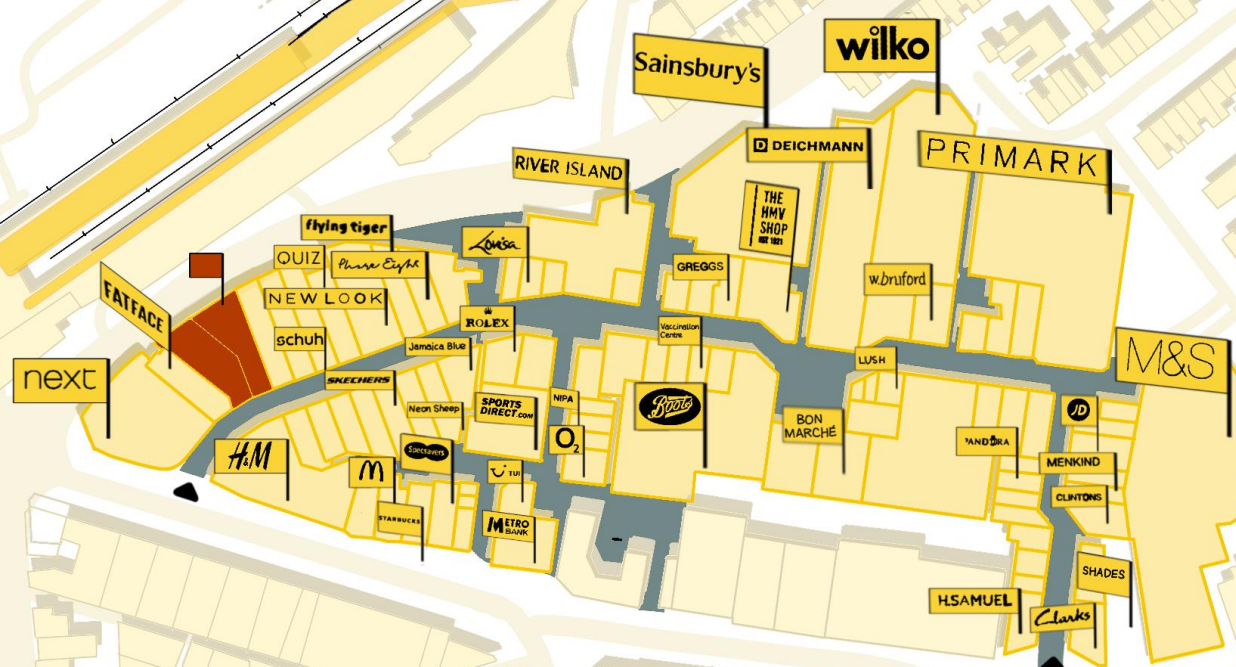 wilko
Sainsbury's
DEICHMANN
PRIMARK
RIVER ISLAND
THE
HMV
SHOP
EST 1921
flying tiger
Lovisa
QUIZ
Phase Eight
GREGGS
w.bruford
FATFACE
NEW LOOK
ROLEX
schuh
Jamaica Blue
Vaccination
Centre
next
LUSH
M&S
SKECHERS
Neon Sheep
SPORTS
DIRECT.COM
NIPA
Boots
BON
MARCHÉ
JD
H&M
M
Specsavers
O2
PANDORA
MENKIND
TUI
CLINTONS
STARBUCKS
METRO
BANK
SHADES
H.SAMUEL
Clarks